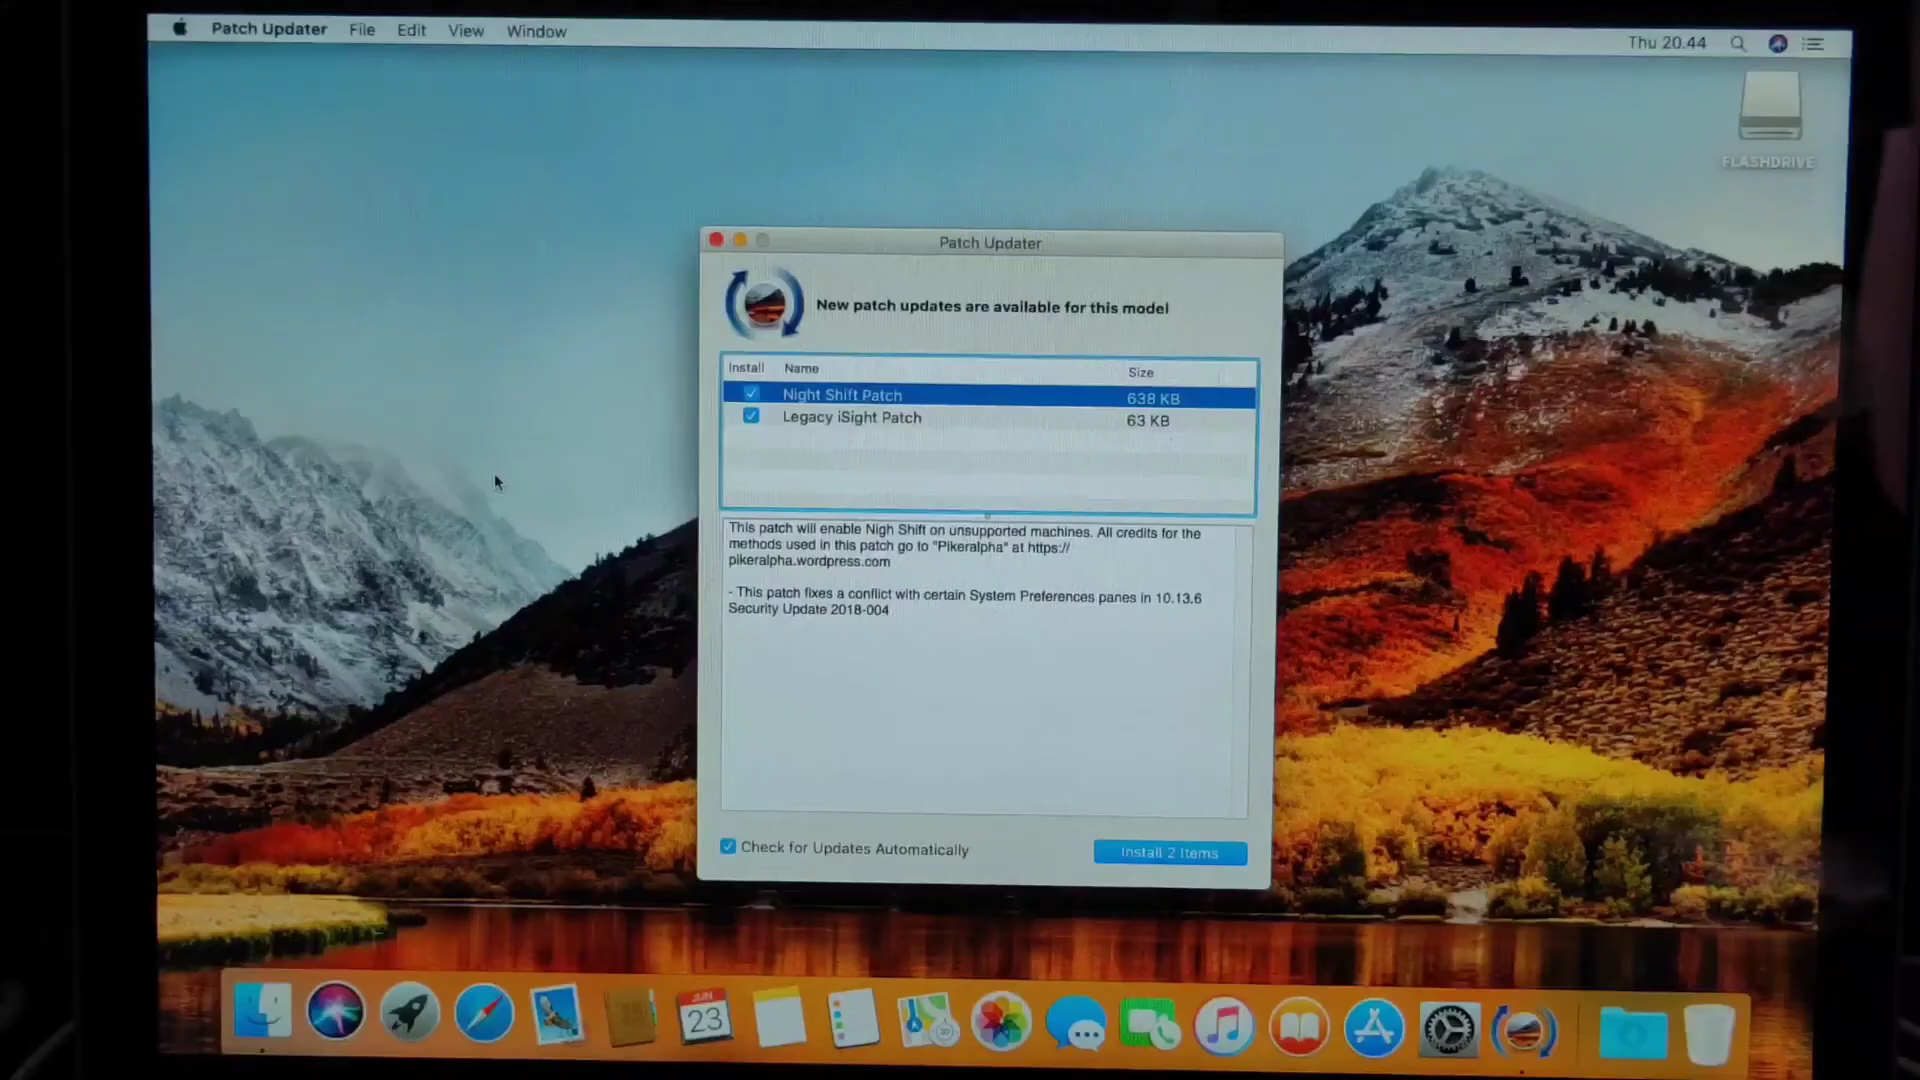 Patch Updater File Edit View Window
Thu 20.44
FLASHDRIVE
Patch Updater
New patch updates are available for this model
Install Name Size
Night Shift Patch 638 KB
Legacy iSight Patch 63 KB
This patch will enable Nigh Shift on unsupported machines. All credits for the
methods used in this patch go to "Pikeralpha" at https://
pikeralpha.wordpress.com
- This patch fixes a conflict with certain System Preferences panes in 10.13.6
Security Update 2018-004
Check for Updates Automatically
Install 2 Items
JUN
23